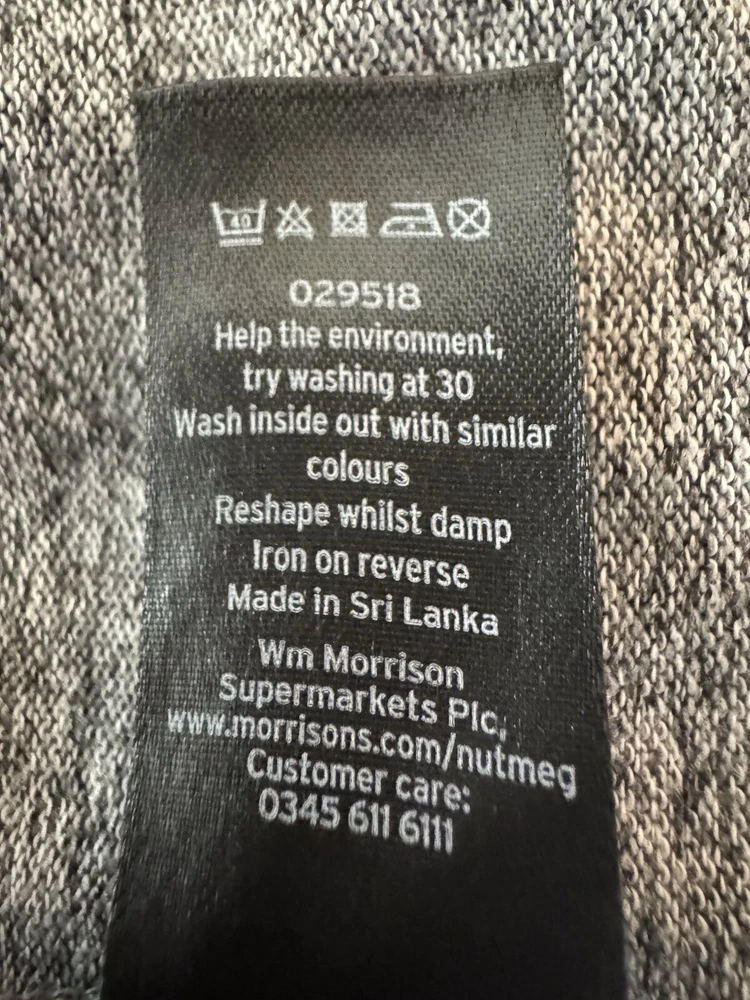 40
029518
Help the environment,
try washing at 30
Wash inside out with similar
colours
Reshape whilst damp
Iron on reverse
Made in Sri Lanka
Wm Morrison
Supermarkets Plc,
www.morrisons.com/nutmeg
Customer care:
0345 611 6111